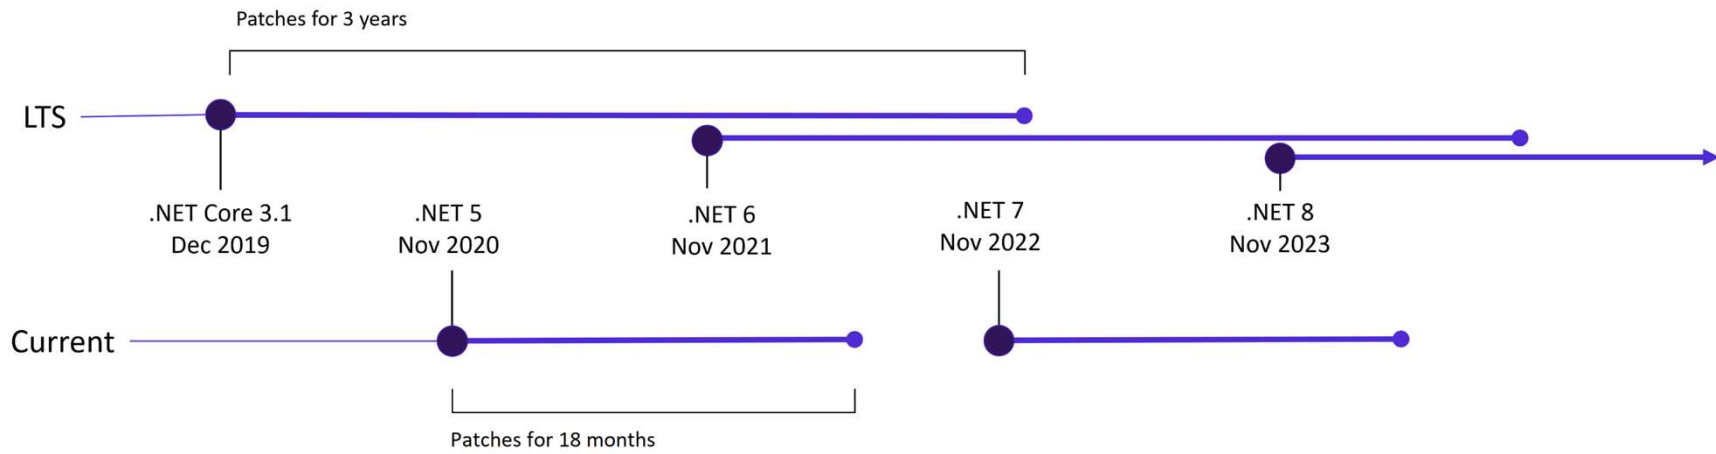 Patches for 3 years
LTS
.NET Core 3.1
Dec 2019
.NET 5
Nov 2020
.NET 6
Nov 2021
.NET 7
Nov 2022
.NET 8
Nov 2023
Current
Patches for 18 months